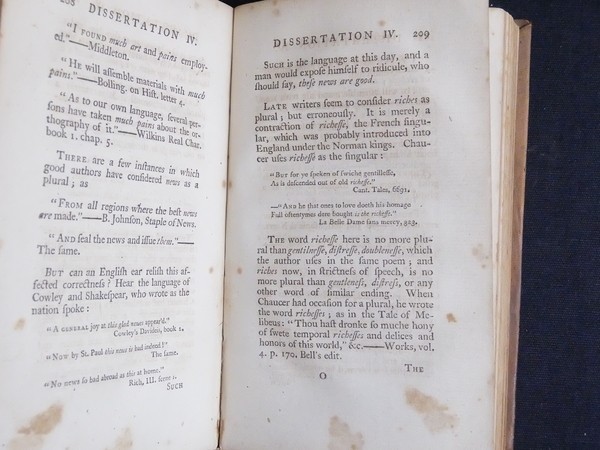 208 DISSERTATION IV.
"I FOUND much art and pains employ-
ed."——Middleton.
"HE will aſſemble materials with much
pains."——Bolling. on Hiſt. letter 4.
"As to our own language, ſeveral per-
ſons have taken much pains about the or-
thography of it."——Wilkins Real Char.
book 1. chap. 5.
THERE are a few inſtances in which
good authors have conſidered news as a
plural; as
"FROM all regions where the beſt news
are made."——B. Johnſon, Staple of News.
"AND ſeal the news and iſſue them."——
The ſame.
BUT can an Engliſh ear reliſh this af-
fected correctneſs? Hear the language of
Cowley and Shakeſpear, who wrote as the
nation ſpoke:
"A GENERAL joy at this glad news appear'd."
Cowley's Davideis, book 1.
"Now by St. Paul this news is bad indeed!"
The ſame.
"No news ſo bad abroad as this at home."
Rich. III. ſcene 1.
SUCH
DISSERTATION IV. 209
SUCH is the language at this day, and a
man would expoſe himſelf to ridicule, who
ſhould ſay, theſe news are good.
LATE writers ſeem to conſider riches as
plural; but erroneouſly. It is merely a
contraction of richeſſe, the French ſingu-
lar, which was probably introduced into
England under the Norman kings. Chau-
cer uſes richeſſe as the ſingular:
"But for ye ſpeken of ſwiche gentilleſſe,
As is deſcended out of old richeſſe."
Cant. Tales, 6691.
—"And he that ones to love doeth his homage
Full oftentymes dere bought is the richeſſe."
La Belle Dame ſans mercy, 323.
THE word richeſſe here is no more plu-
ral than gentilneſſe, diſtreſſe, doubleneſſe, which
the author uſes in the ſame poem; and
riches now, in ſtrictneſs of ſpeech, is no
more plural than gentleneſs, diſtreſs, or any
other word of ſimilar ending. When
Chaucer had occaſion for a plural, he wrote
the word richeſſes; as in the Tale of Me-
libeus: "Thou haſt dronke ſo muche hony
of ſwete temporal richeſſes and delices and
honors of this world," &c.——Works, vol.
4. p. 170. Bell's edit.
O
THE